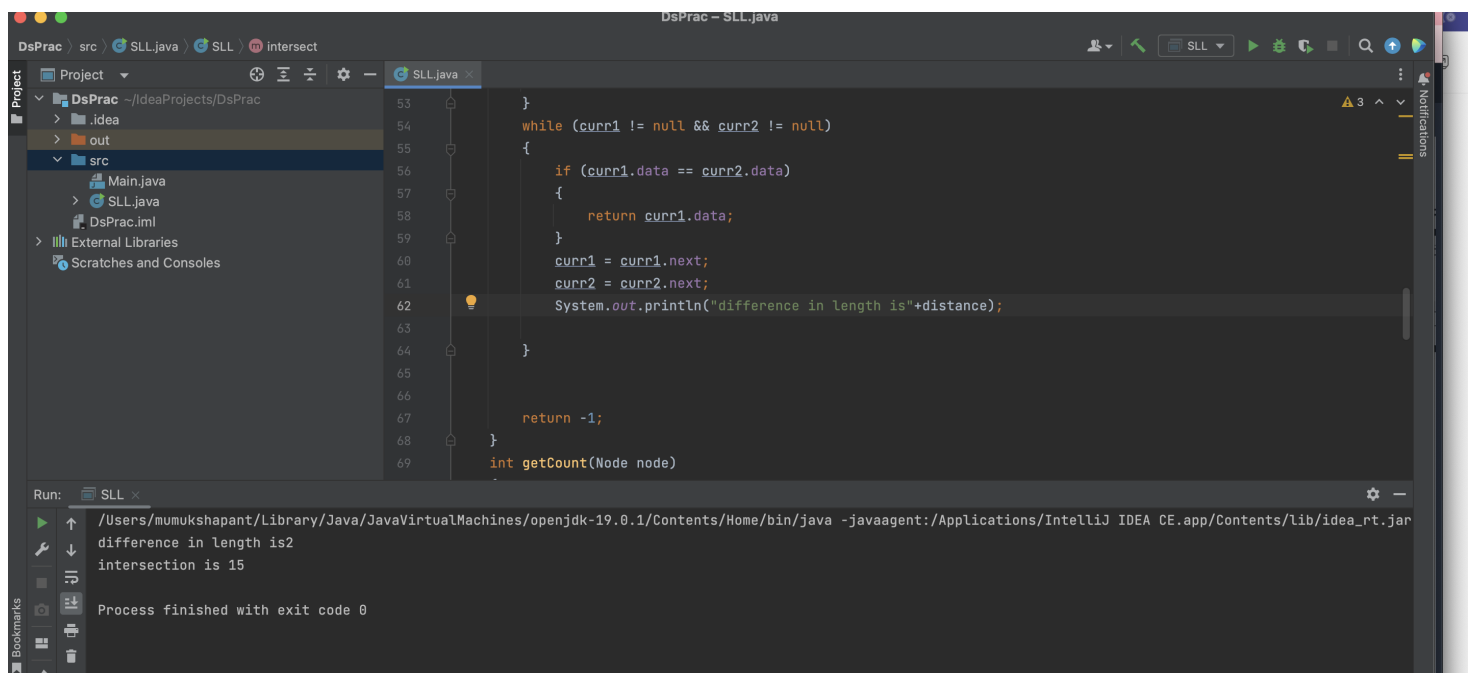 DsPrac – SLL.java
DsPrac src SLL.java SLL intersect
SLL
Project
SLL.java
Project
DsPrac ~/IdeaProjects/DsPrac
.idea
out
src
Main.java
SLL.java
DsPrac.iml
External Libraries
Scratches and Consoles
3
Notifications
53 }
54 while (curr1 != null && curr2 != null)
55 {
56 if (curr1.data == curr2.data)
57 {
58 return curr1.data;
59 }
60 curr1 = curr1.next;
61 curr2 = curr2.next;
62 System.out.println("difference in length is"+distance);
63
64 }
65
66
67 return -1;
68 }
69 int getCount(Node node)
Run: SLL
/Users/mumukshapant/Library/Java/JavaVirtualMachines/openjdk-19.0.1/Contents/Home/bin/java -javaagent:/Applications/IntelliJ IDEA CE.app/Contents/lib/idea_rt.jar
difference in length is2
intersection is 15
Process finished with exit code 0
Bookmarks